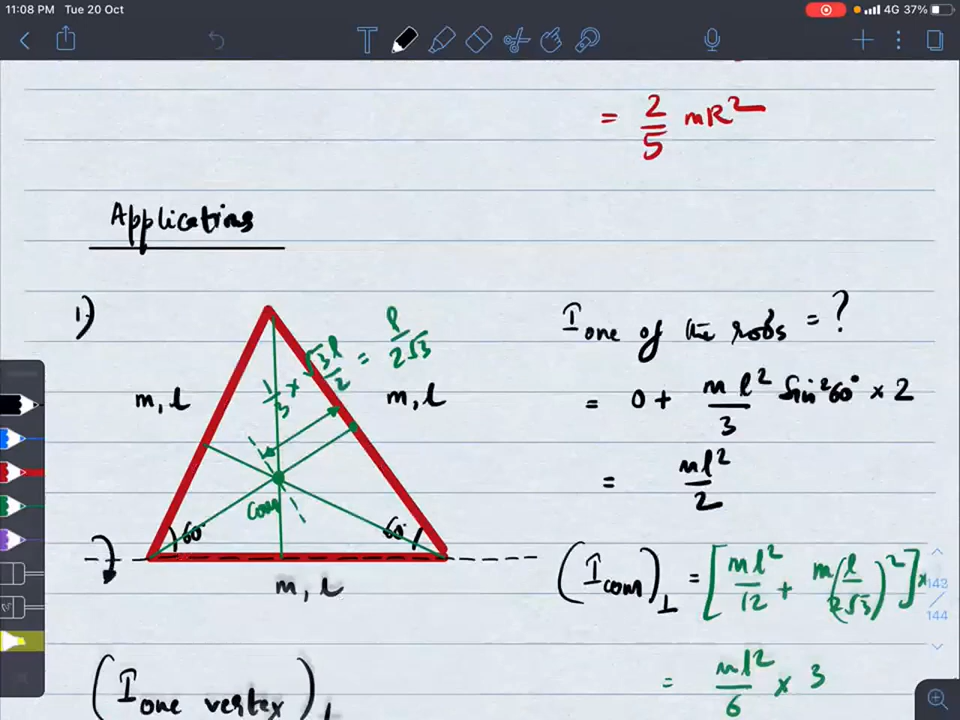 11:08 PM Tue 20 Oct
4G 37%
= 2/5 mR²
Applications
1)
1/3 × √3l/2 = l/2√3
m, l
m, l
com
60°
60°
m, l
I one of the rods = ?
= 0 + ml²/3 Sin²60° × 2
= ml²/2
(I com)⊥ = [ml²/12 + m(l/2√3)²] ×
= ml²/6 × 3
(I one vertex)⊥
143
/
144